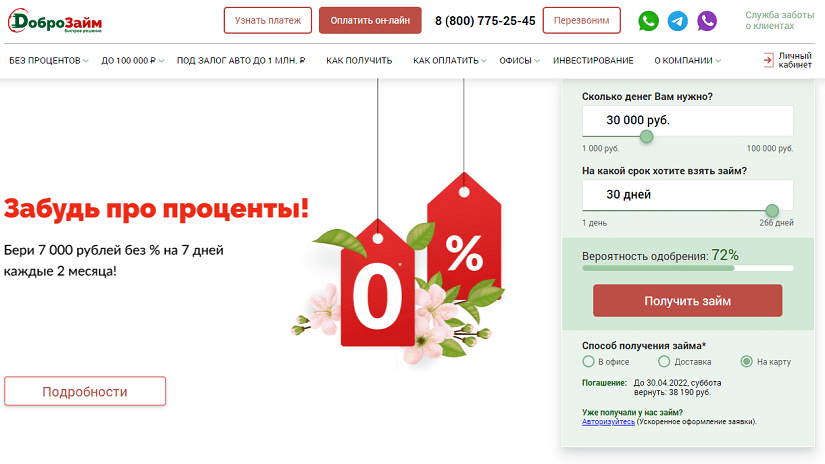 ДоброЗайм
быстрое решение
Узнать платеж
Оплатить он-лайн
8 (800) 775-25-45
Перезвоним
Служба заботы
о клиентах
БЕЗ ПРОЦЕНТОВ
ДО 100 000 ₽
ПОД ЗАЛОГ АВТО ДО 1 МЛН. ₽
КАК ПОЛУЧИТЬ
КАК ОПЛАТИТЬ
ОФИСЫ
ИНВЕСТИРОВАНИЕ
О КОМПАНИИ
Личный
кабинет
Забудь про проценты!
Бери 7 000 рублей без % на 7 дней
каждые 2 месяца!
0*
%
Подробности
Сколько денег Вам нужно?
30 000 руб.
1 000 руб.
100 000 руб.
На какой срок хотите взять займ?
30 дней
1 день
266 дней
Вероятность одобрения: 72%
Получить займ
Способ получения займа*
В офисе
Доставка
На карту
Погашение: До 30.04.2022, суббота
вернуть: 38 190 руб.
Уже получали у нас займ?
Авторизуйтесь (Ускоренное оформление заявки).